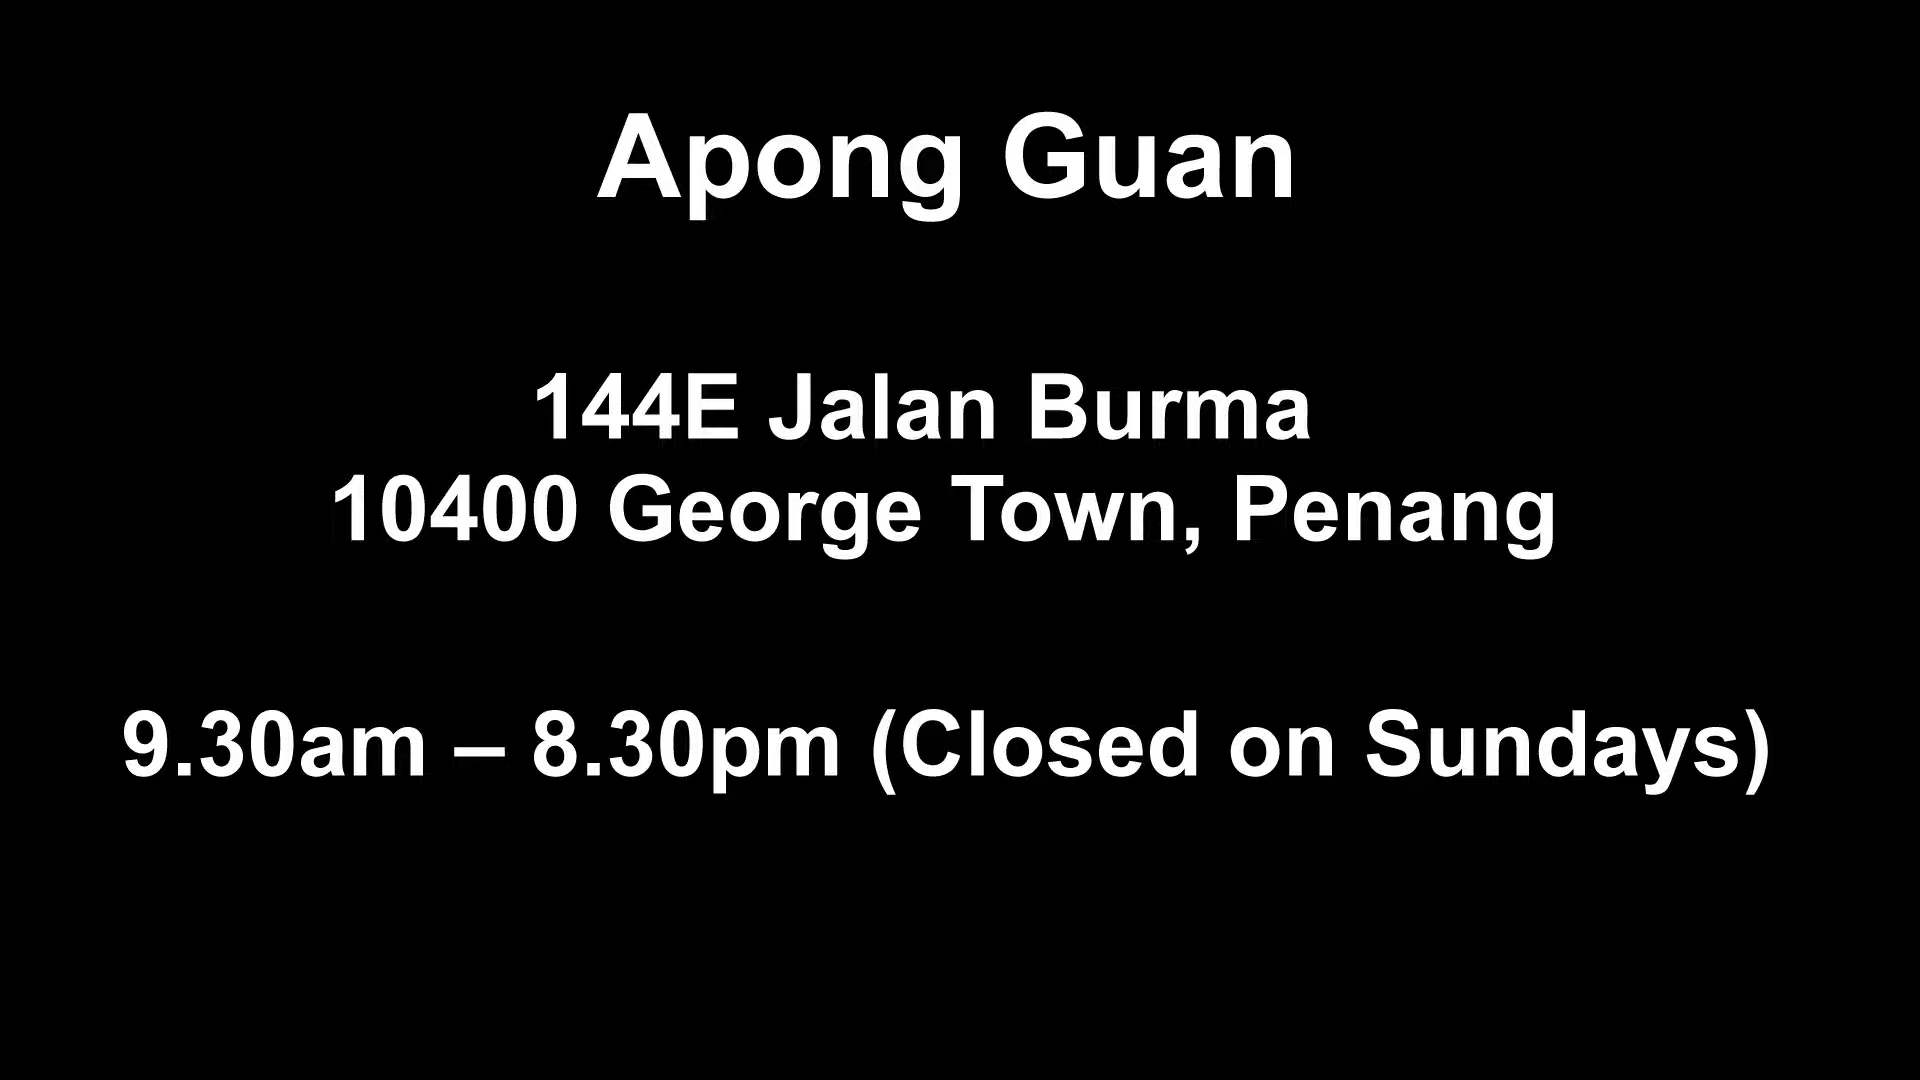 Apong Guan
144E Jalan Burma
10400 George Town, Penang
9.30am – 8.30pm (Closed on Sundays)